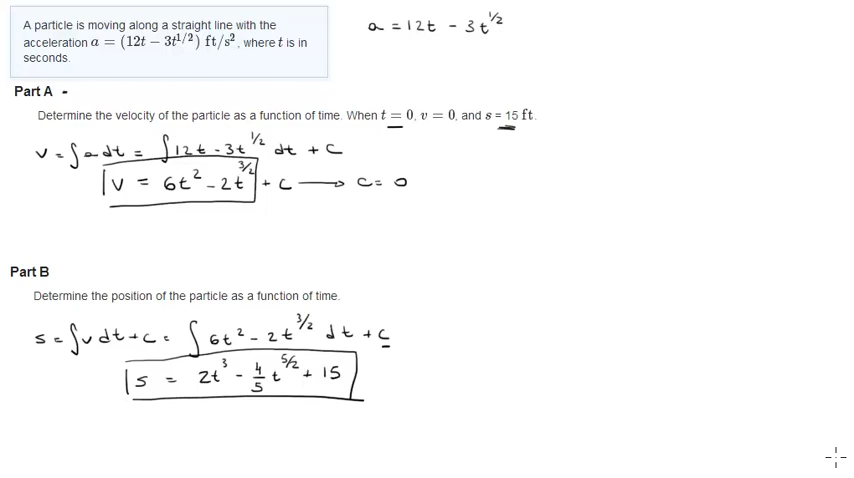 A particle is moving along a straight line with the
acceleration a = (12t − 3t^{1/2}) ft/s², where t is in
seconds.
a = 12t - 3t^{1/2}
Part A -
Determine the velocity of the particle as a function of time. When t = 0, v = 0, and s = 15 ft.
v = ∫a dt = ∫12t - 3t^{1/2} dt + C
v = 6t² - 2t^{3/2} + C ⟶ C = 0
Part B
Determine the position of the particle as a function of time.
s = ∫v dt + C = ∫6t² - 2t^{3/2} dt + C
s = 2t³ - 4/5 t^{5/2} + 15